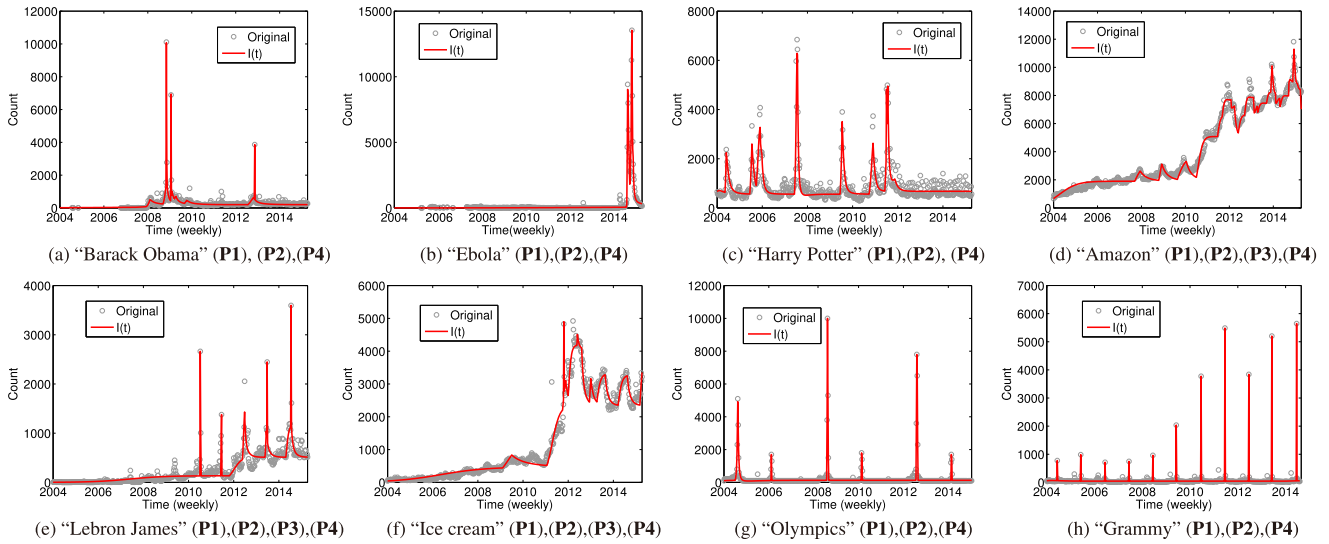 12000
10000
8000
6000
4000
2000
0
Count
2004 2006 2008 2010 2012 2014
Time (weekly)
Original
I(t)
(a) “Barack Obama” (P1), (P2),(P4)
15000
10000
5000
0
Count
2004 2006 2008 2010 2012 2014
Time (weekly)
Original
I(t)
(b) “Ebola” (P1),(P2),(P4)
8000
6000
4000
2000
0
Count
2004 2006 2008 2010 2012 2014
Time (weekly)
Original
I(t)
(c) “Harry Potter” (P1),(P2), (P4)
14000
12000
10000
8000
6000
4000
2000
0
Count
2004 2006 2008 2010 2012 2014
Time (weekly)
Original
I(t)
(d) “Amazon” (P1),(P2),(P3),(P4)
4000
3000
2000
1000
0
Count
2004 2006 2008 2010 2012 2014
Time (weekly)
Original
I(t)
(e) “Lebron James” (P1),(P2),(P3),(P4)
6000
5000
4000
3000
2000
1000
0
Count
2004 2006 2008 2010 2012 2014
Time (weekly)
Original
I(t)
(f) “Ice cream” (P1),(P2),(P3),(P4)
12000
10000
8000
6000
4000
2000
0
Count
2004 2006 2008 2010 2012 2014
Time (weekly)
Original
I(t)
(g) “Olympics” (P1),(P2),(P4)
7000
6000
5000
4000
3000
2000
1000
0
Count
2004 2006 2008 2010 2012 2014
Time (weekly)
Original
I(t)
(h) “Grammy” (P1),(P2),(P4)